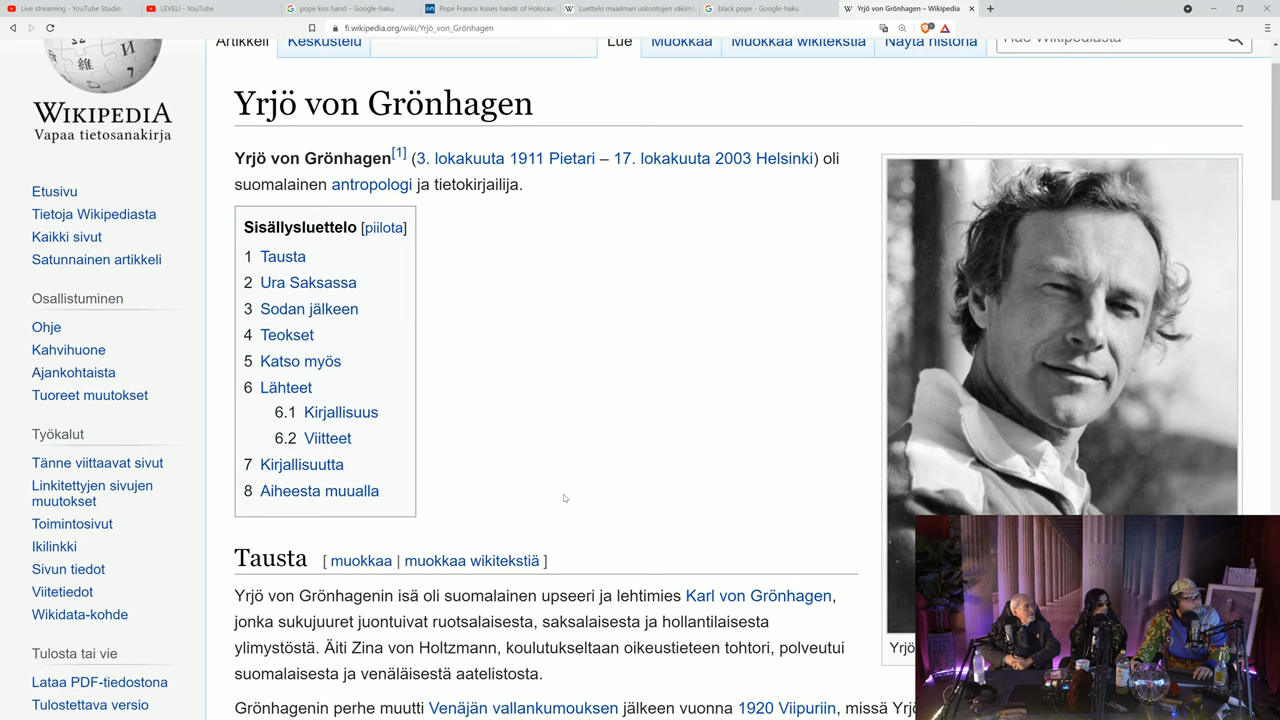 Live streaming - YouTube Studio
LEVELI - YouTube
pope kiss hand – Google-haku
Pope Francis kisses hands of Holocau
Luettelo maailman uskontojen väkim
black pope - Google-haku
Yrjö von Grönhagen – Wikipedia
fi.wikipedia.org/wiki/Yrjö_von_Grönhagen
Artikkeli
Keskustelu
Lue
Muokkaa
Muokkaa wikitekstiä
Näytä historia
Hae Wikipediasta
WIKIPEDIA
Vapaa tietosanakirja
Etusivu
Tietoja Wikipediasta
Kaikki sivut
Satunnainen artikkeli
Osallistuminen
Ohje
Kahvihuone
Ajankohtaista
Tuoreet muutokset
Työkalut
Tänne viittaavat sivut
Linkitettyjen sivujen
muutokset
Toimintosivut
Ikilinkki
Sivun tiedot
Viitetiedot
Wikidata-kohde
Tulosta tai vie
Lataa PDF-tiedostona
Tulostettava versio
Yrjö von Grönhagen
Yrjö von Grönhagen[1] (3. lokakuuta 1911 Pietari – 17. lokakuuta 2003 Helsinki) oli
suomalainen antropologi ja tietokirjailija.
Sisällysluettelo [piilota]
1 Tausta
2 Ura Saksassa
3 Sodan jälkeen
4 Teokset
5 Katso myös
6 Lähteet
6.1 Kirjallisuus
6.2 Viitteet
7 Kirjallisuutta
8 Aiheesta muualla
Tausta [ muokkaa | muokkaa wikitekstiä ]
Yrjö von Grönhagenin isä oli suomalainen upseeri ja lehtimies Karl von Grönhagen,
jonka sukujuuret juontuivat ruotsalaisesta, saksalaisesta ja hollantilaisesta
ylimystöstä. Äiti Zina von Holtzmann, koulutukseltaan oikeustieteen tohtori, polveutui
suomalaisesta ja venäläisestä aatelistosta.
Grönhagenin perhe muutti Venäjän vallankumouksen jälkeen vuonna 1920 Viipuriin, missä Yrjö
Yrjö